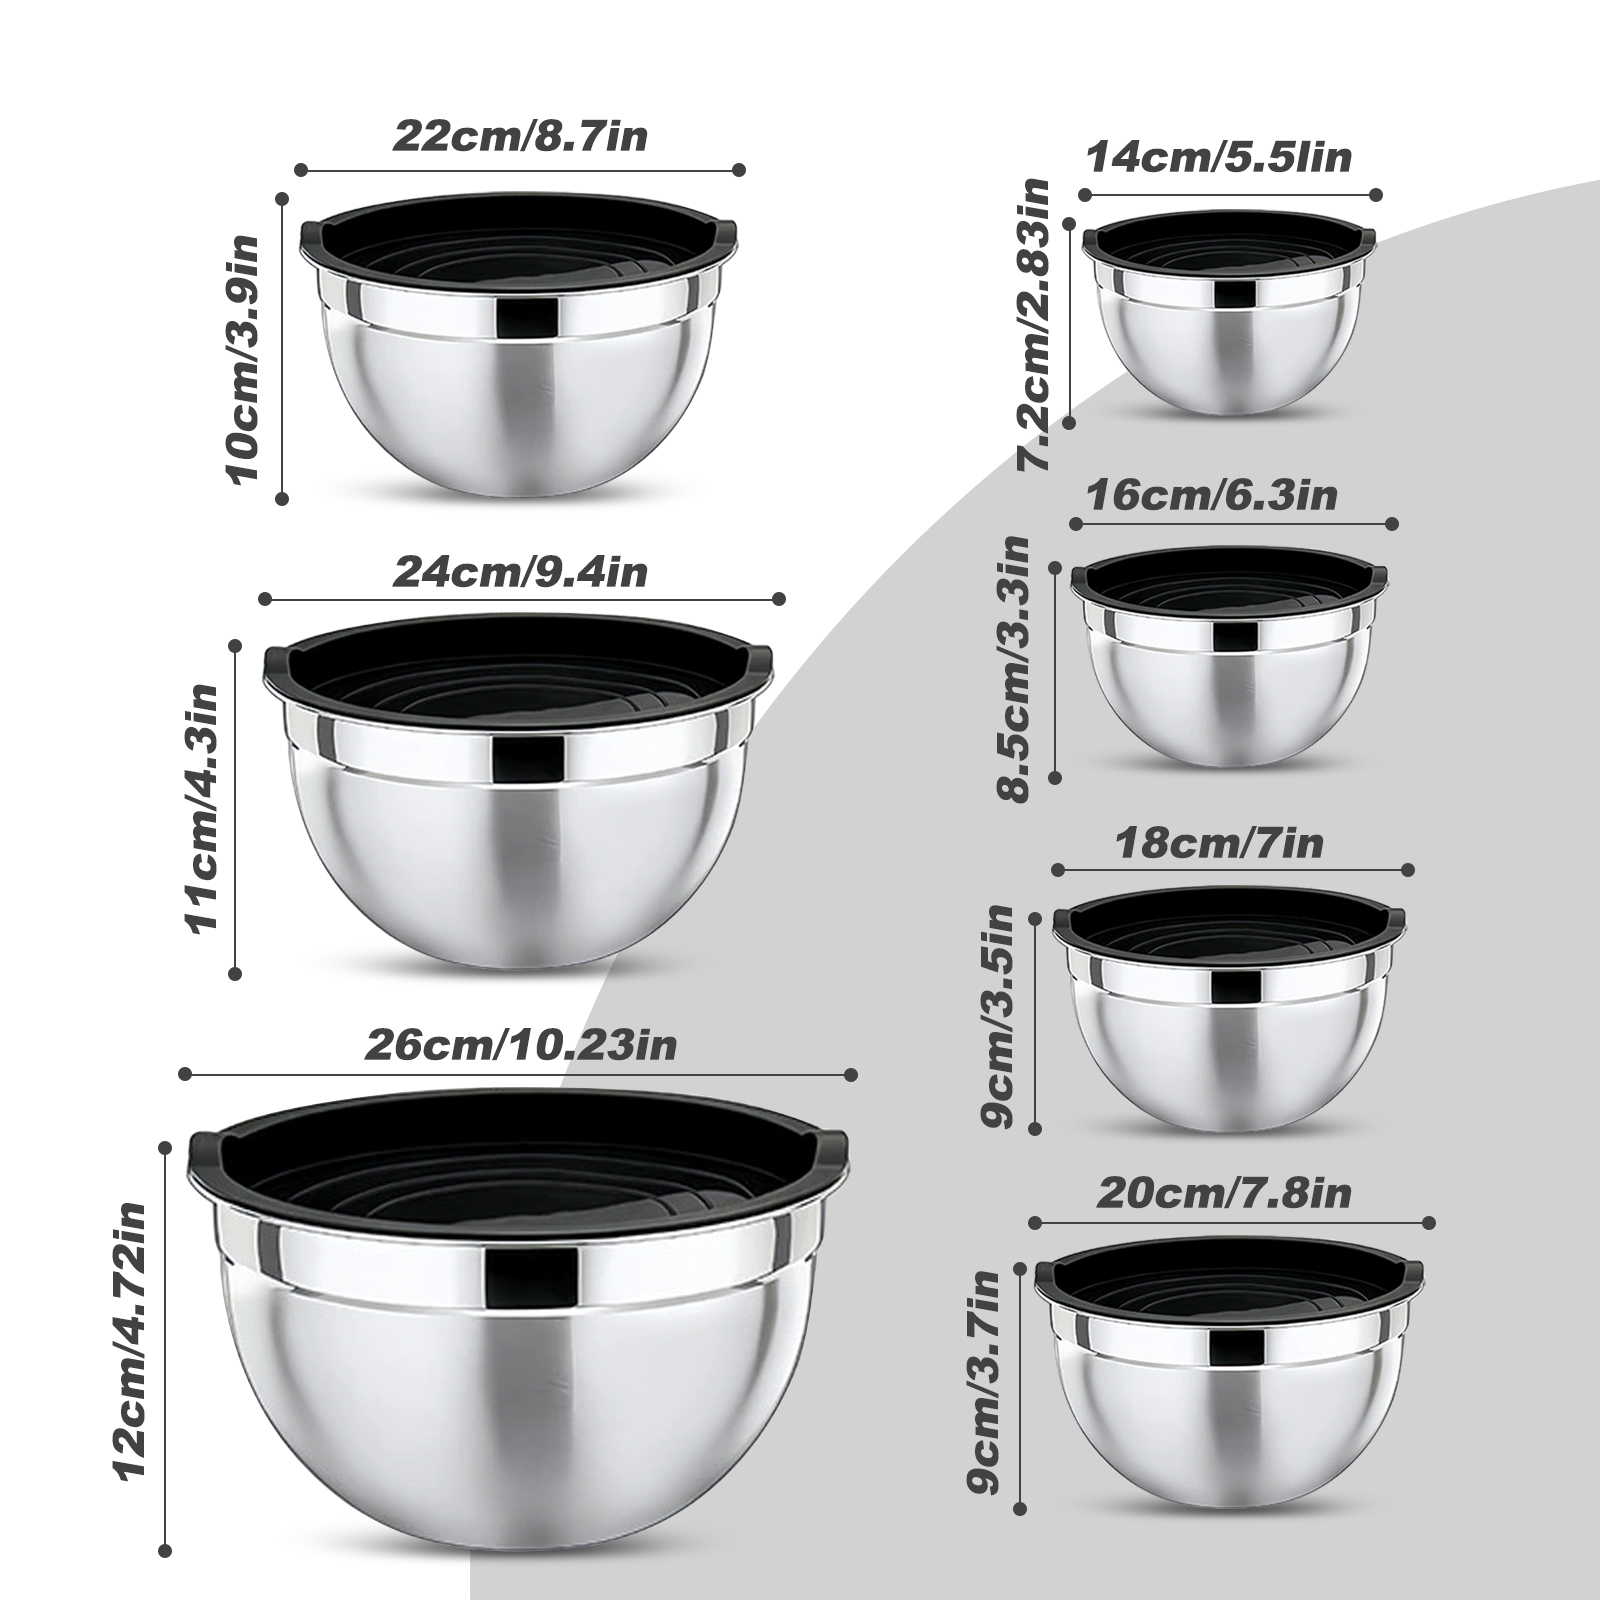 22cm/8.7in
10cm/3.9in
24cm/9.4in
11cm/4.3in
26cm/10.23in
12cm/4.72in
14cm/5.5lin
7.2cm/2.83in
16cm/6.3in
8.5cm/3.3in
18cm/7in
9cm/3.5in
20cm/7.8in
9cm/3.7in